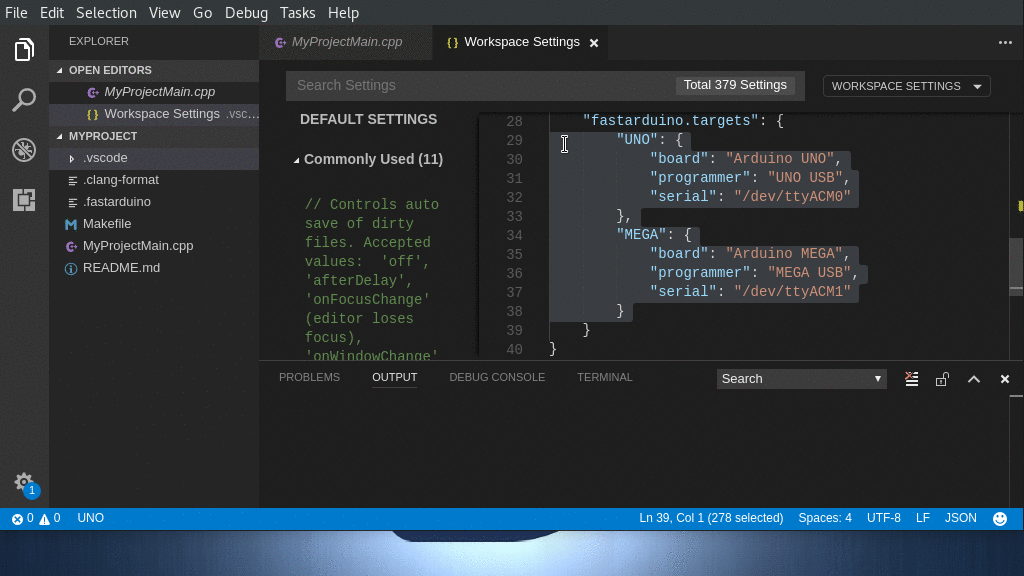 File Edit Selection View Go Debug Tasks Help
EXPLORER
OPEN EDITORS
MyProjectMain.cpp
Workspace Settings .vsc...
MYPROJECT
.vscode
.clang-format
.fastarduino
Makefile
MyProjectMain.cpp
README.md
1
MyProjectMain.cpp { } Workspace Settings
Search Settings Total 379 Settings WORKSPACE SETTINGS
DEFAULT SETTINGS
Commonly Used (11)
// Controls auto
save of dirty
files. Accepted
values:  'off',
'afterDelay',
'onFocusChange'
(editor loses
focus),
'onWindowChange'
28 "fastarduino.targets": {
29 "UNO": {
30 "board": "Arduino UNO",
31 "programmer": "UNO USB",
32 "serial": "/dev/ttyACM0"
33 },
34 "MEGA": {
35 "board": "Arduino MEGA",
36 "programmer": "MEGA USB",
37 "serial": "/dev/ttyACM1"
38 }
39 }
40 }
PROBLEMS OUTPUT DEBUG CONSOLE TERMINAL Search
0 0 UNO Ln 39, Col 1 (278 selected) Spaces: 4 UTF-8 LF JSON